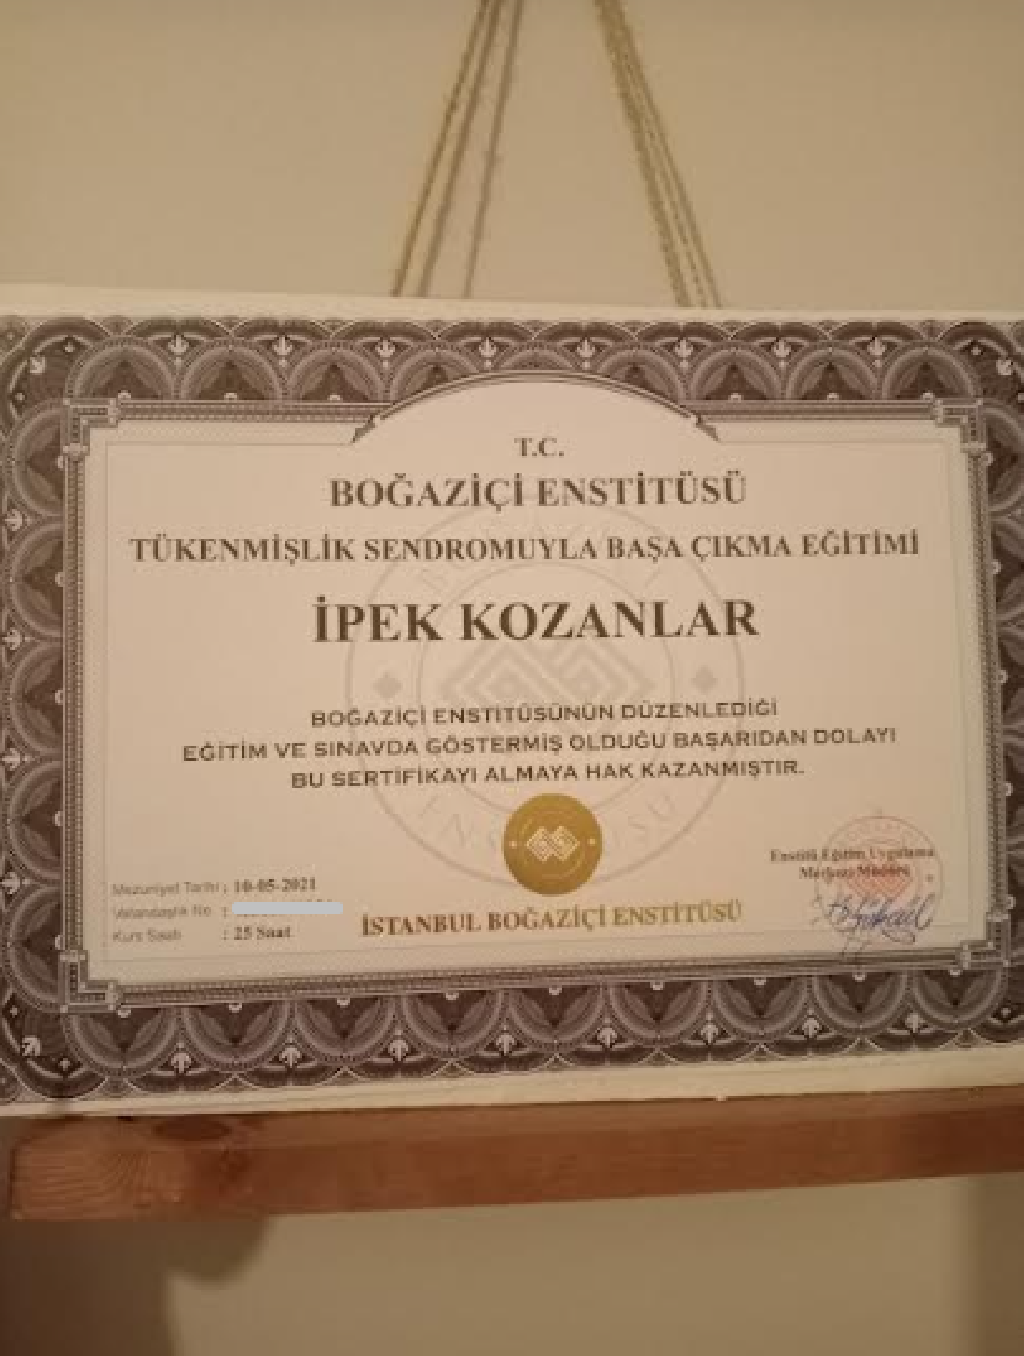 T.C.
BOĞAZİÇİ ENSTİTÜSÜ
TÜKENMİŞLİK SENDROMUYLA BAŞA ÇIKMA EĞİTİMİ
İPEK KOZANLAR
BOĞAZİÇİ ENSTİTÜSÜNÜN DÜZENLEDİĞİ
EĞİTİM VE SINAVDA GÖSTERMİŞ OLDUĞU BAŞARIDAN DOLAYI
BU SERTİFİKAYI ALMAYA HAK KAZANMIŞTIR.
Mezuniyet Tarihi : 10-05-2021
Vatandaşlık No :
Kurs Saati : 25 Saat
İSTANBUL BOĞAZİÇİ ENSTİTÜSÜ
Enstitü Eğitim Uygulama
Merkezi Müdürü